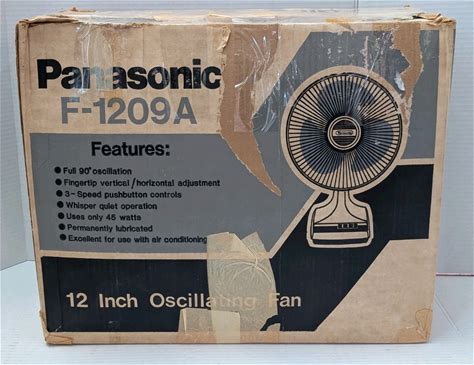 Panasonic
F-1209A
Features:
● Full 90° oscillation
● Fingertip vertical/horizontal adjustment
● 3-Speed pushbutton controls
● Whisper quiet operation
● Uses only 45 watts
● Permanently lubricated
● Excellent for use with air conditioning
12 Inch Oscillating Fan